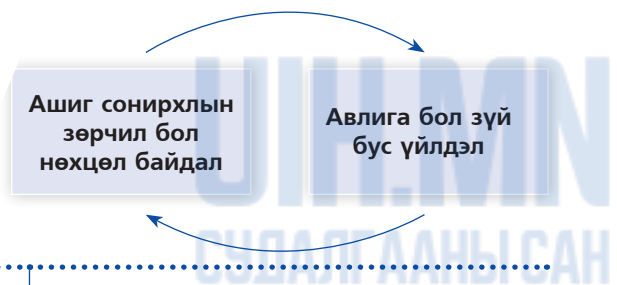 Ашиг сонирхлын
зөрчил бол
нөхцөл байдал
Авлига бол зүй
бус үйлдэл
UIH.MN
СУДАЛГААНЫ САН